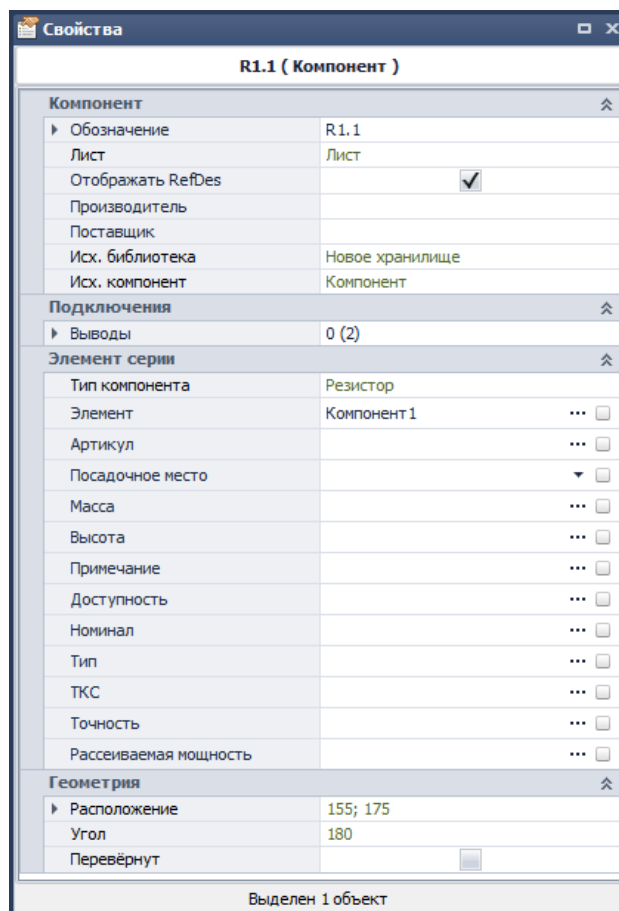 Свойства
R1.1 ( Компонент )
Компонент
Обозначение R1.1
Лист Лист
Отображать RefDes
Производитель
Поставщик
Исх. библиотека Новое хранилище
Исх. компонент Компонент
Подключения
Выводы 0 (2)
Элемент серии
Тип компонента Резистор
Элемент Компонент1 ...
Артикул ...
Посадочное место
Масса ...
Высота ...
Примечание ...
Доступность ...
Номинал ...
Тип ...
ТКС ...
Точность ...
Рассеиваемая мощность ...
Геометрия
Расположение 155; 175
Угол 180
Перевёрнут
Выделен 1 объект